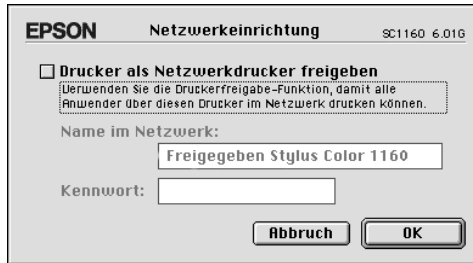 EPSON Netzwerkeinrichtung SC1160 6.01G
Drucker als Netzwerkdrucker freigeben
Verwenden Sie die Druckerfreigabe-Funktion, damit alle
Anwender über diesen Drucker im Netzwerk drucken können.
Name im Netzwerk:
Freigegeben Stylus Color 1160
Kennwort:
Abbruch OK